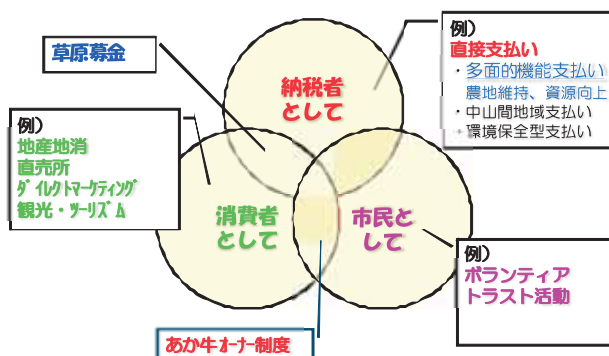 草原募金
例）
直接支払い
・多面的機能支払い
農地維持、資源向上
・中山間地域支払い
・環境保全型支払い
納税者
として
例）
地産地消
直売所
ﾀﾞｲﾚｸﾄﾏｰｹﾃｨﾝｸﾞ
観光・ﾂｰﾘｽﾞﾑ
消費者
として
市民と
して
例）
ボランティア
トラスト活動
あか牛ｵｰﾅｰ制度